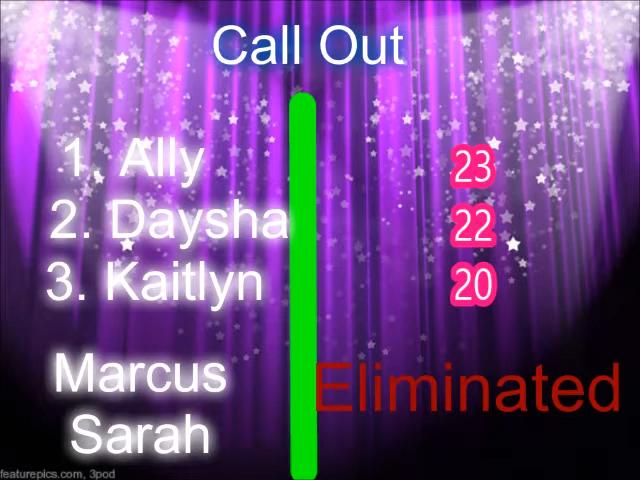 Call Out
1. Ally 23
2. Daysha 22
3. Kaitlyn 20
Marcus
Eliminated
Sarah
featurepics.com, 3pod